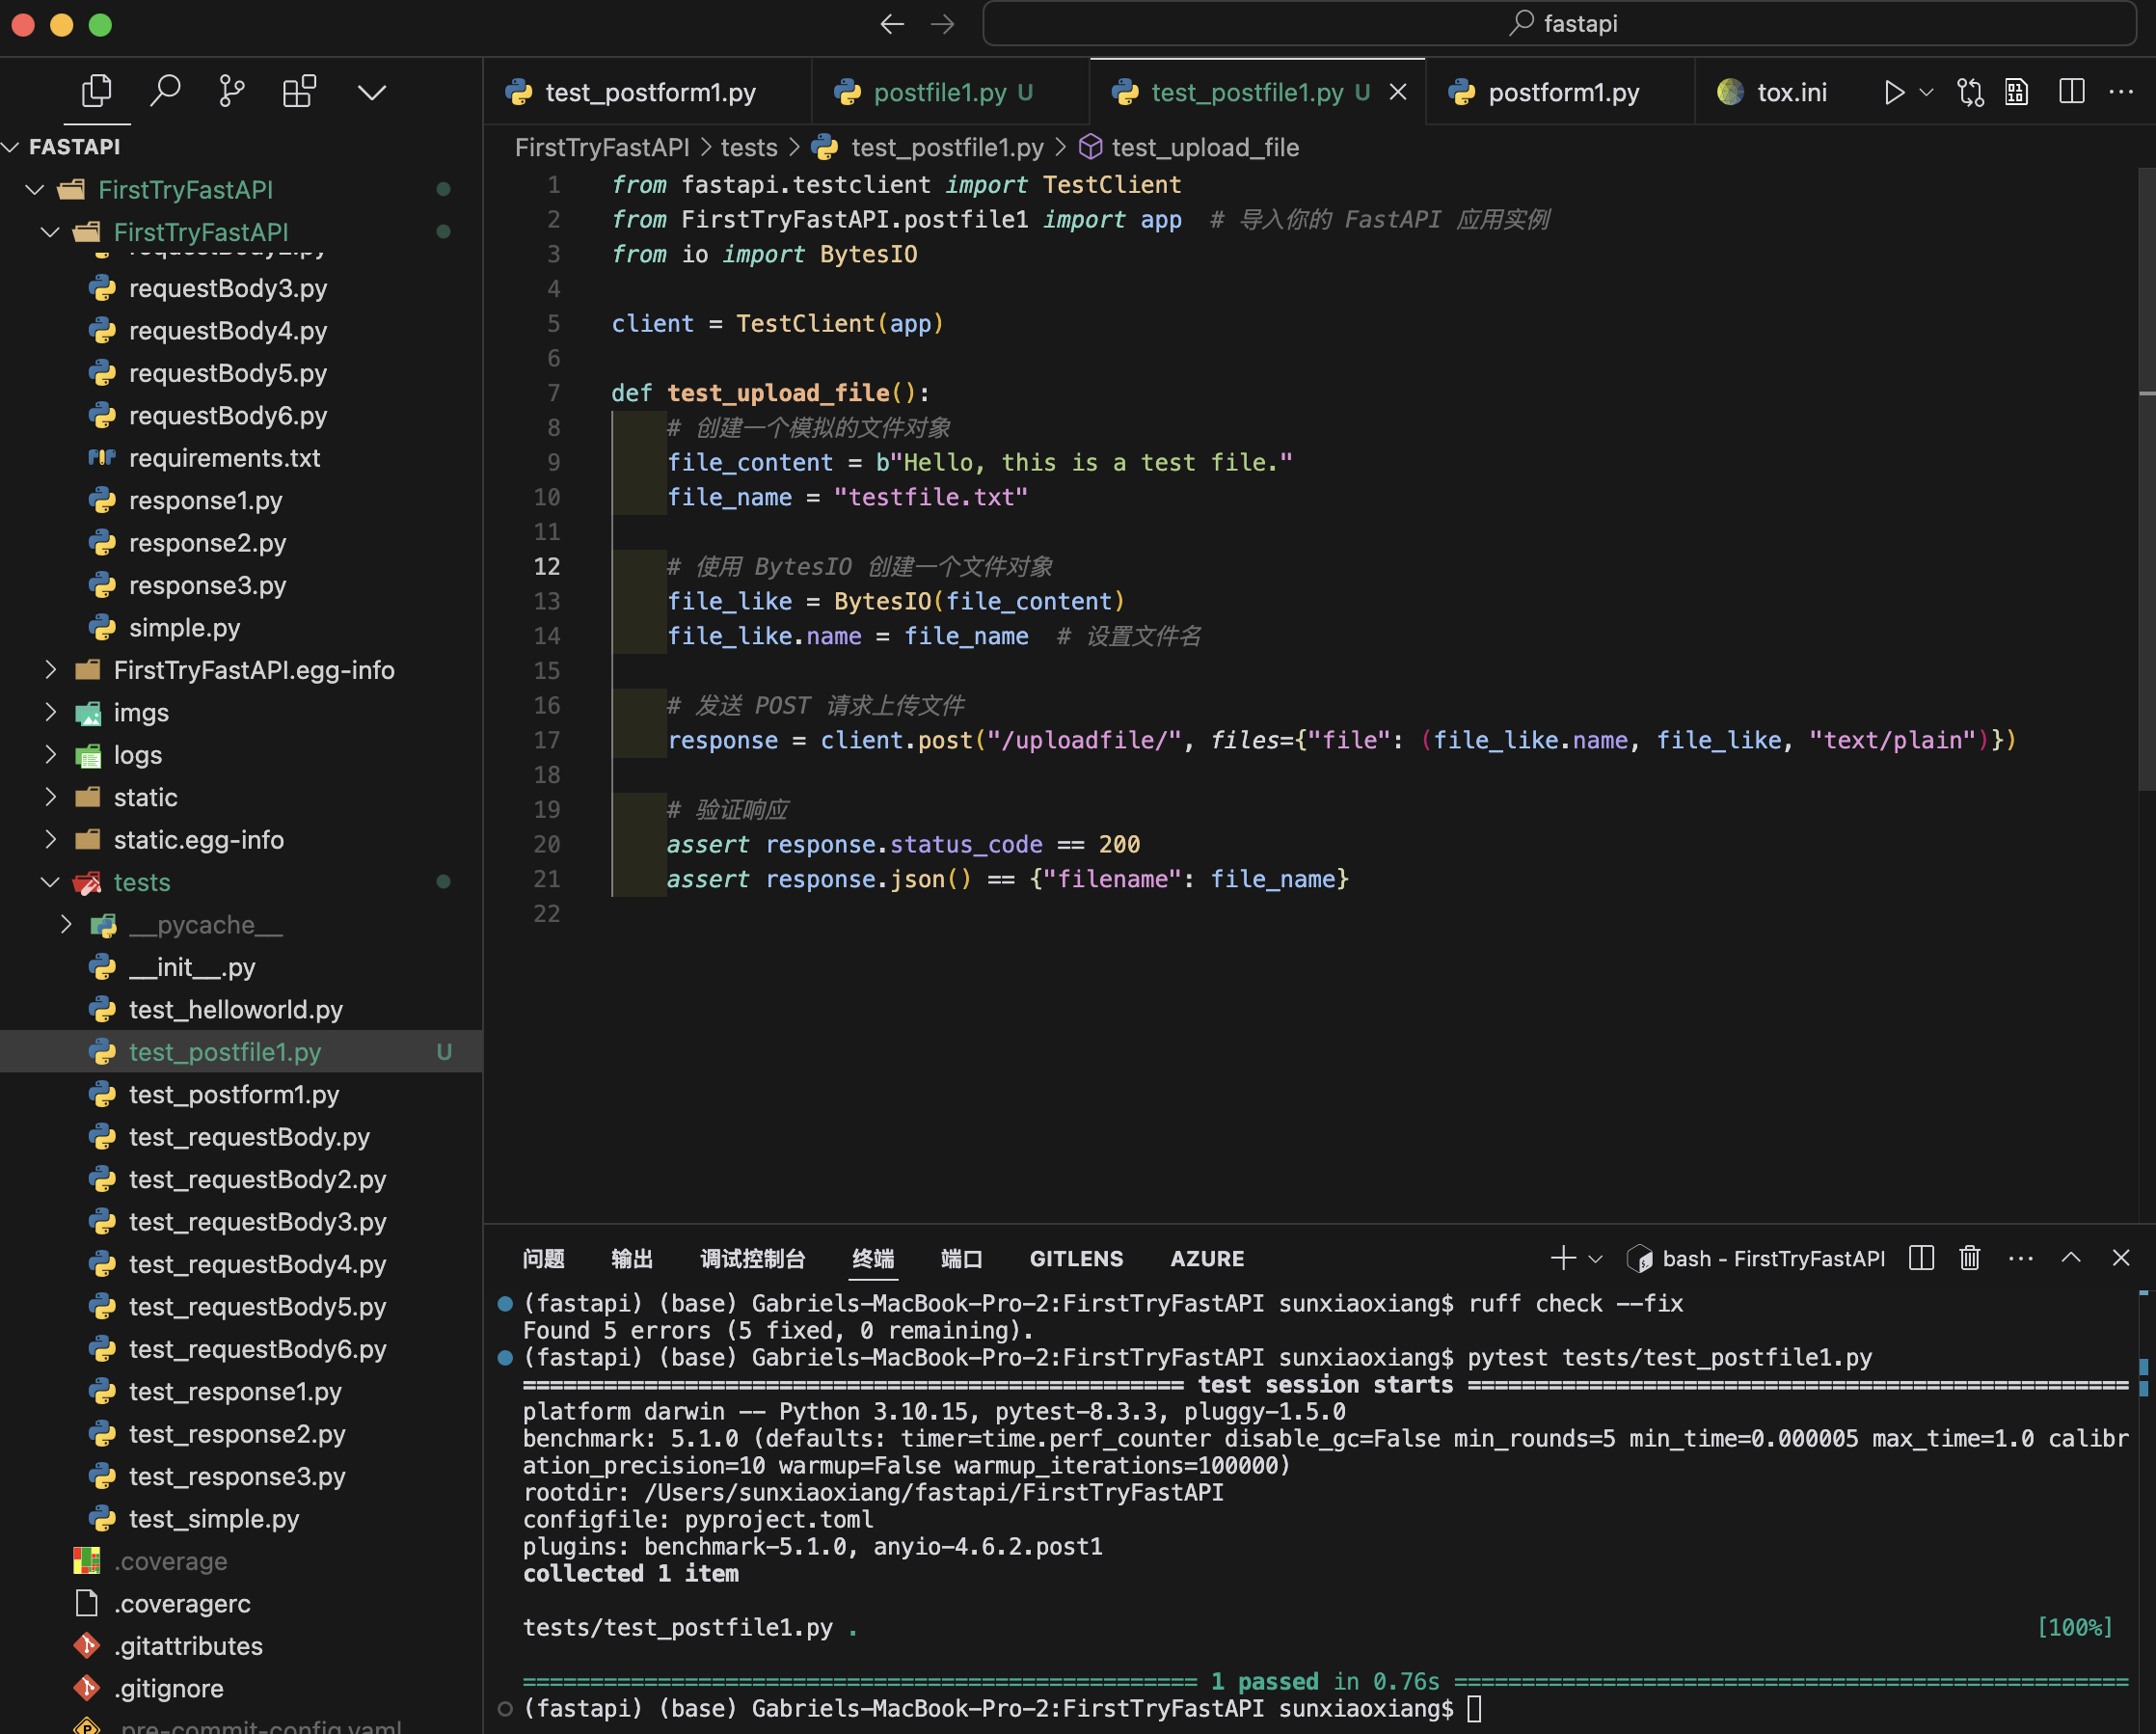 fastapi
test_postform1.py
postfile1.py U
test_postfile1.py U
postform1.py
tox.ini
FASTAPI
FirstTryFastAPI
FirstTryFastAPI
requestBody2.py
requestBody3.py
requestBody4.py
requestBody5.py
requestBody6.py
requirements.txt
response1.py
response2.py
response3.py
simple.py
FirstTryFastAPI.egg-info
imgs
logs
static
static.egg-info
tests
__pycache__
__init__.py
test_helloworld.py
test_postfile1.py U
test_postform1.py
test_requestBody.py
test_requestBody2.py
test_requestBody3.py
test_requestBody4.py
test_requestBody5.py
test_requestBody6.py
test_response1.py
test_response2.py
test_response3.py
test_simple.py
.coverage
.coveragerc
.gitattributes
.gitignore
.pre-commit-config.yaml
FirstTryFastAPI > tests > test_postfile1.py > test_upload_file
1 from fastapi.testclient import TestClient
2 from FirstTryFastAPI.postfile1 import app  # 导入你的 FastAPI 应用实例
3 from io import BytesIO
4
5 client = TestClient(app)
6
7 def test_upload_file():
8     # 创建一个模拟的文件对象
9     file_content = b"Hello, this is a test file."
10     file_name = "testfile.txt"
11
12     # 使用 BytesIO 创建一个文件对象
13     file_like = BytesIO(file_content)
14     file_like.name = file_name  # 设置文件名
15
16     # 发送 POST 请求上传文件
17     response = client.post("/uploadfile/", files={"file": (file_like.name, file_like, "text/plain")})
18
19     # 验证响应
20     assert response.status_code == 200
21     assert response.json() == {"filename": file_name}
22
问题 输出 调试控制台 终端 端口 GITLENS AZURE
bash - FirstTryFastAPI
(fastapi) (base) Gabriels-MacBook-Pro-2:FirstTryFastAPI sunxiaoxiang$ ruff check --fix
Found 5 errors (5 fixed, 0 remaining).
(fastapi) (base) Gabriels-MacBook-Pro-2:FirstTryFastAPI sunxiaoxiang$ pytest tests/test_postfile1.py
================================================= test session starts =================================================
platform darwin -- Python 3.10.15, pytest-8.3.3, pluggy-1.5.0
benchmark: 5.1.0 (defaults: timer=time.perf_counter disable_gc=False min_rounds=5 min_time=0.000005 max_time=1.0 calibr
ation_precision=10 warmup=False warmup_iterations=100000)
rootdir: /Users/sunxiaoxiang/fastapi/FirstTryFastAPI
configfile: pyproject.toml
plugins: benchmark-5.1.0, anyio-4.6.2.post1
collected 1 item
tests/test_postfile1.py . [100%]
================================================== 1 passed in 0.76s ==================================================
(fastapi) (base) Gabriels-MacBook-Pro-2:FirstTryFastAPI sunxiaoxiang$